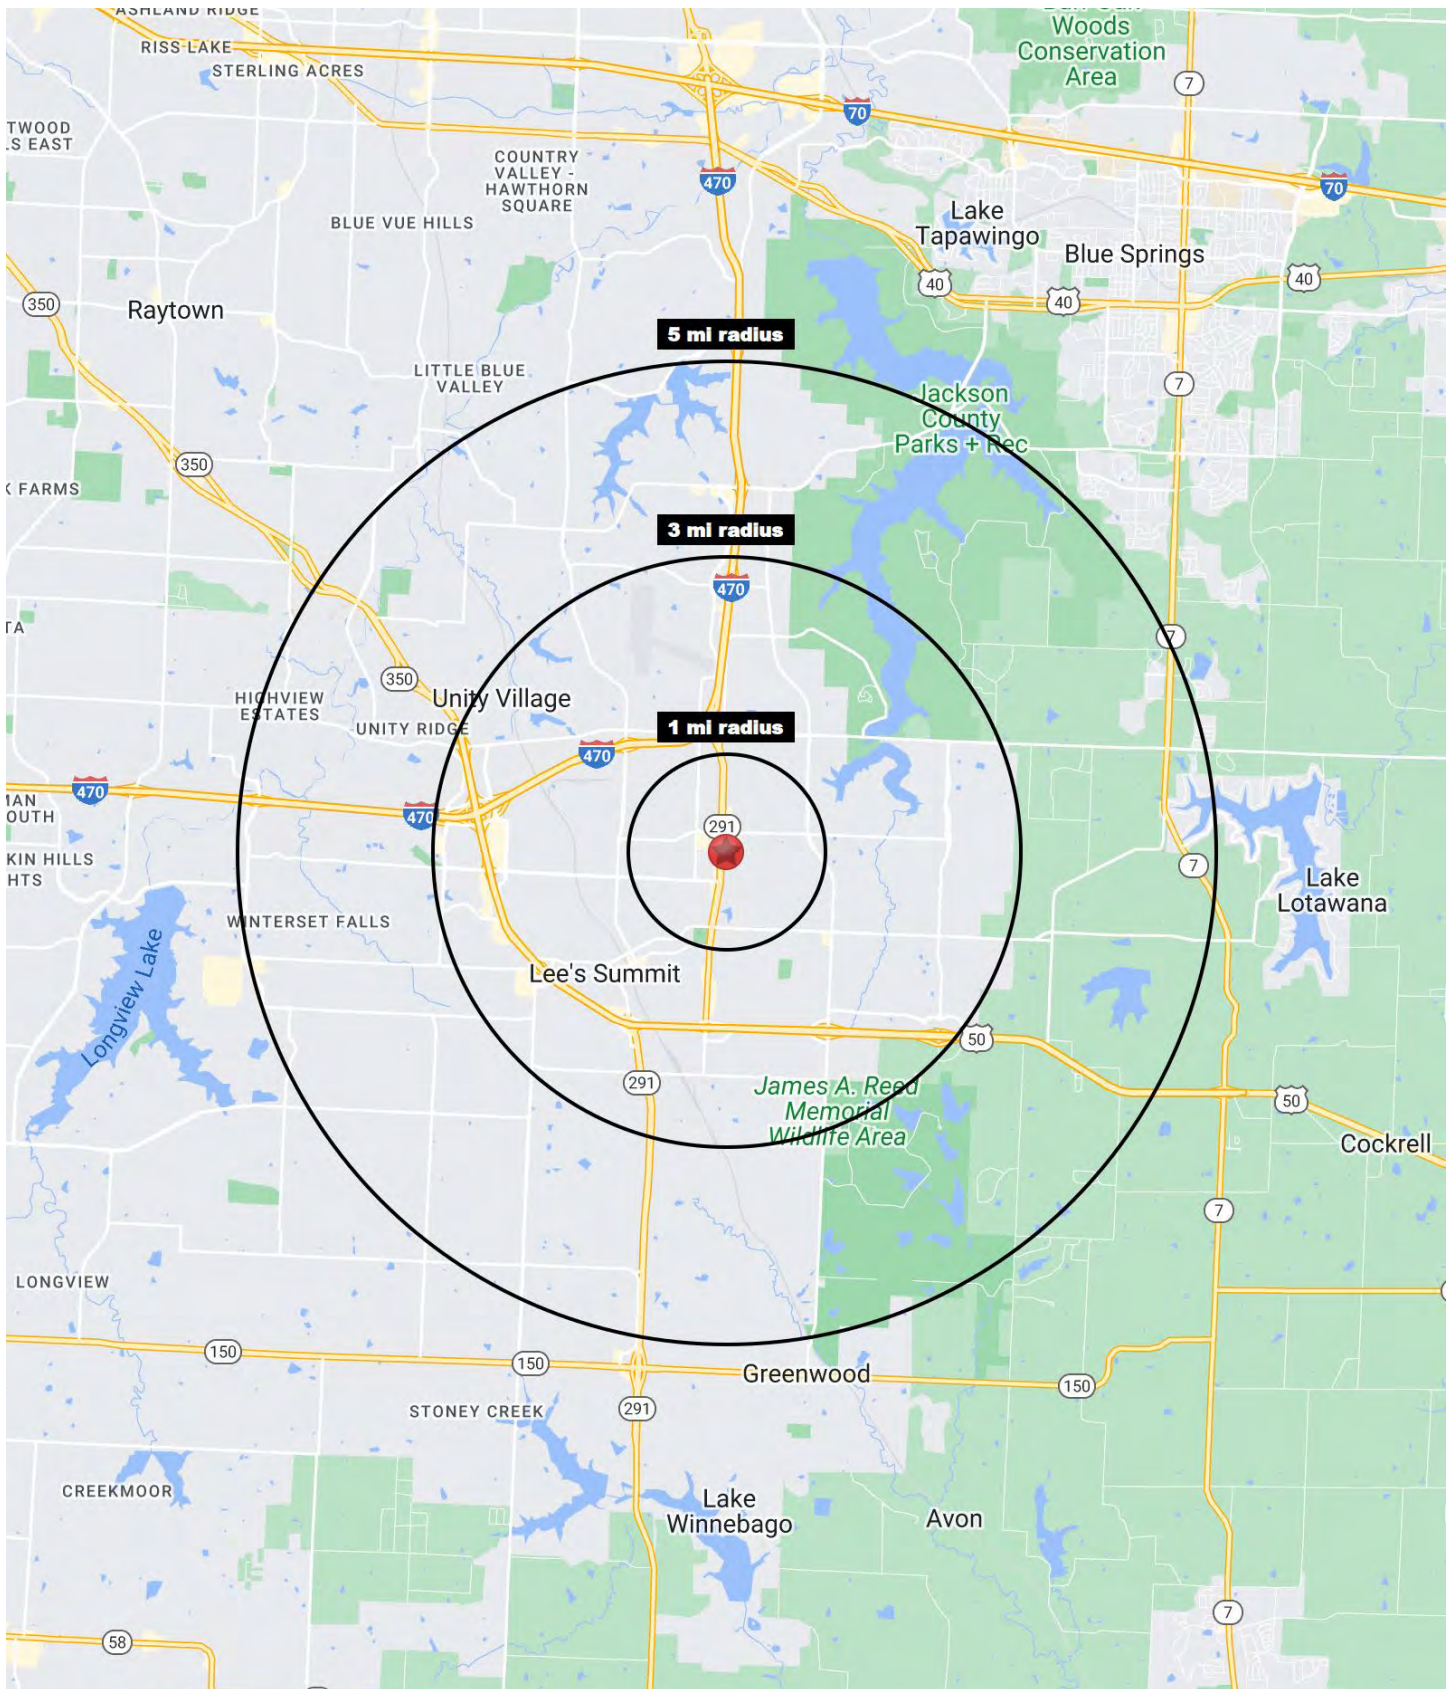 ASHLAND RIDGE
RISS LAKE
STERLING ACRES
Woods
Conservation
Area
7
70
TWOOD
S EAST
COUNTRY
VALLEY -
HAWTHORN
SQUARE
470
70
BLUE VUE HILLS
Lake
Tapawingo
Blue Springs
40
40
40
350
Raytown
5 mi radius
LITTLE BLUE
VALLEY
7
Jackson
County
Parks + Rec
350
K FARMS
3 mi radius
470
TA
7
350
HIGHVIEW
ESTATES
Unity Village
UNITY RIDGE
1 mi radius
470
470
470
MAN
OUTH
291
KIN HILLS
HTS
7
Lake
Lotawana
WINTERSET FALLS
Longview Lake
Lee's Summit
50
291
James A. Reed
Memorial
Wildlife Area
50
Cockrell
7
LONGVIEW
150
150
Greenwood
150
STONEY CREEK
291
CREEKMOOR
Lake
Winnebago
Avon
7
58